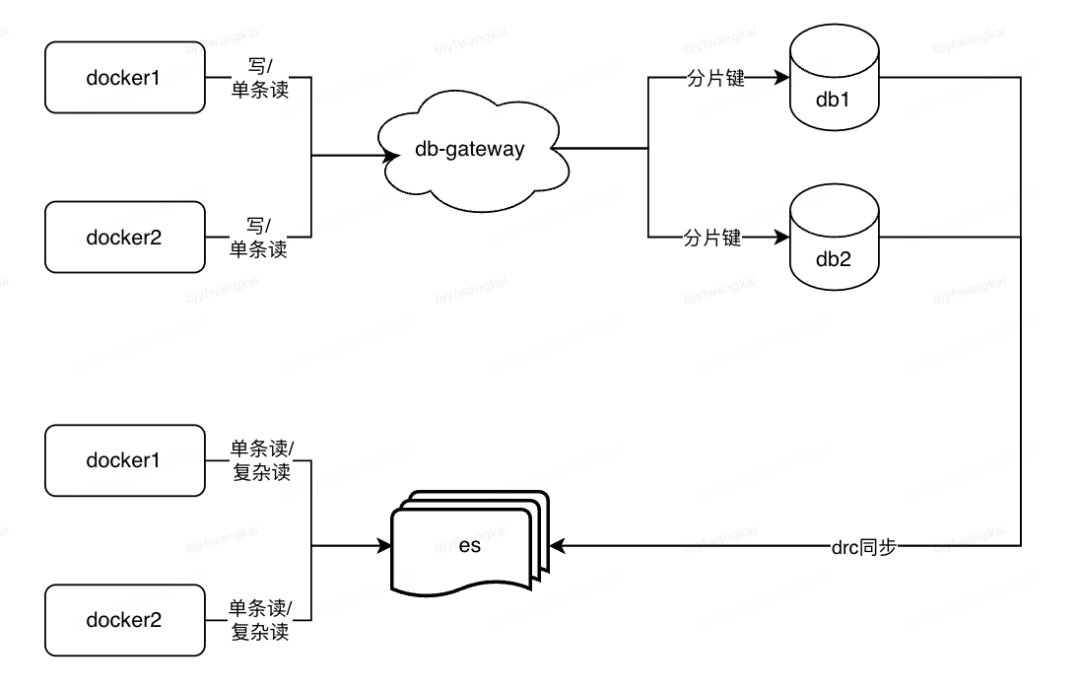 docker1
写/
单条读
docker2
写/
单条读
db-gateway
分片键
db1
分片键
db2
docker1
单条读/
复杂读
docker2
单条读/
复杂读
es
drc同步
bjyfwangkai